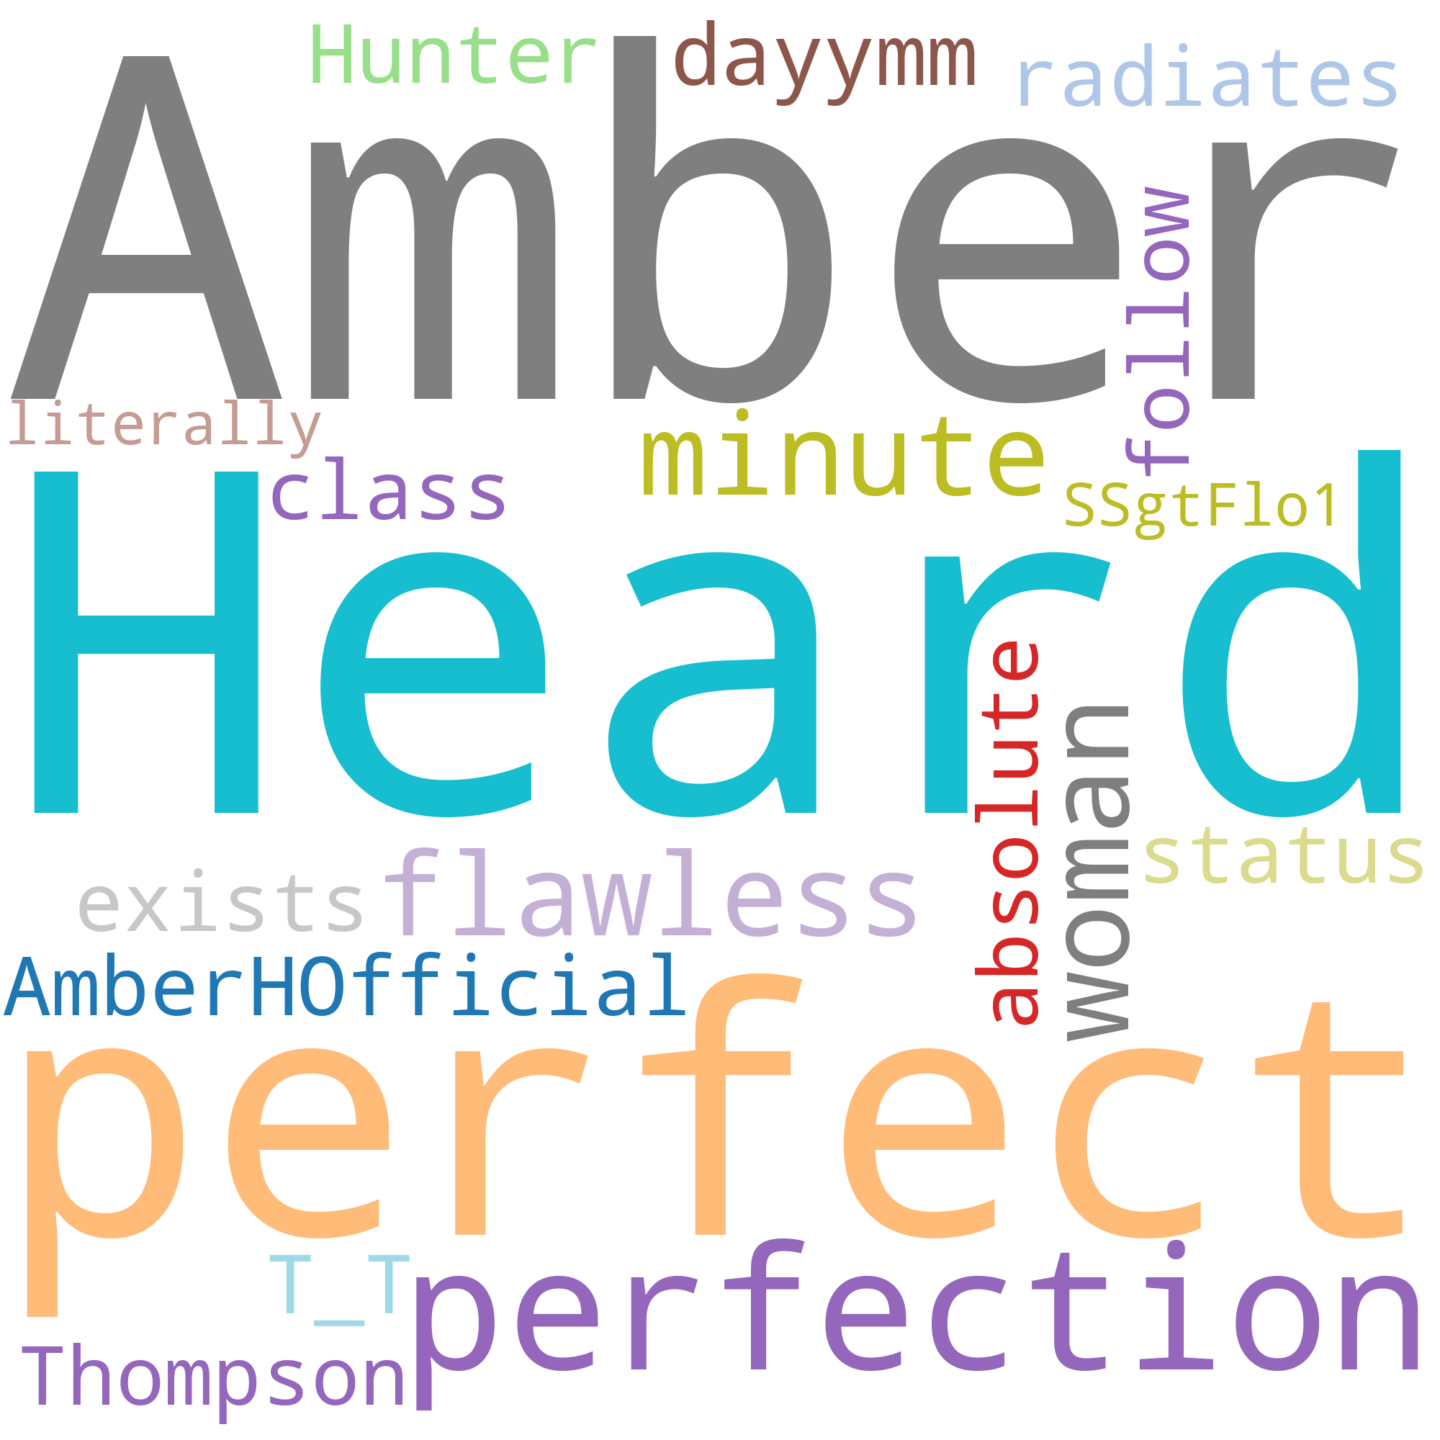 Hunter
dayymm
radiates
Amber
follow
literally
class
minute
SSgtFlo1
Heard
absolute
woman
status
exists
flawless
AmberHOfficial
perfect
T_T
perfection
Thompson